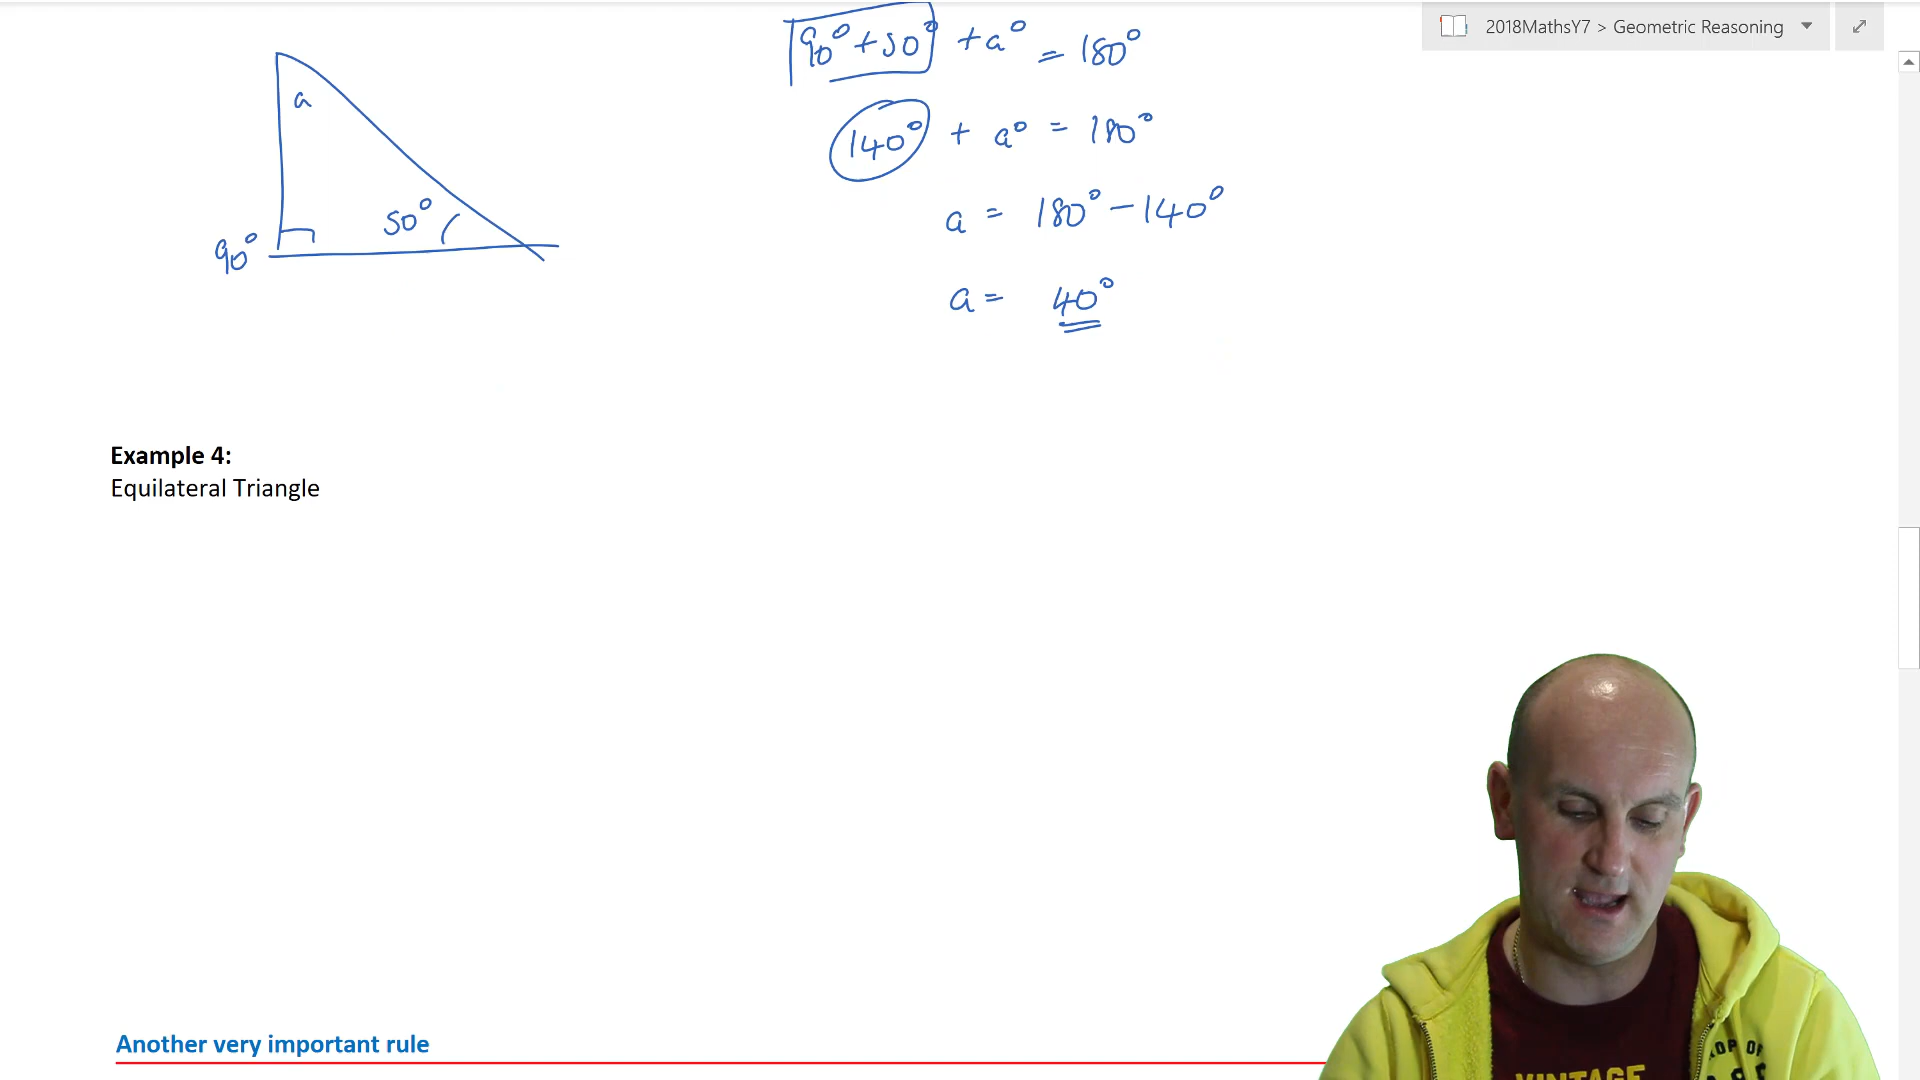 2018MathsY7 > Geometric Reasoning
90° + 50° + a° = 180°
140° + a° = 180°
a = 180° - 140°
a = 40°
a
50°
90°
Example 4:
Equilateral Triangle
Another very important rule
VINTAGE